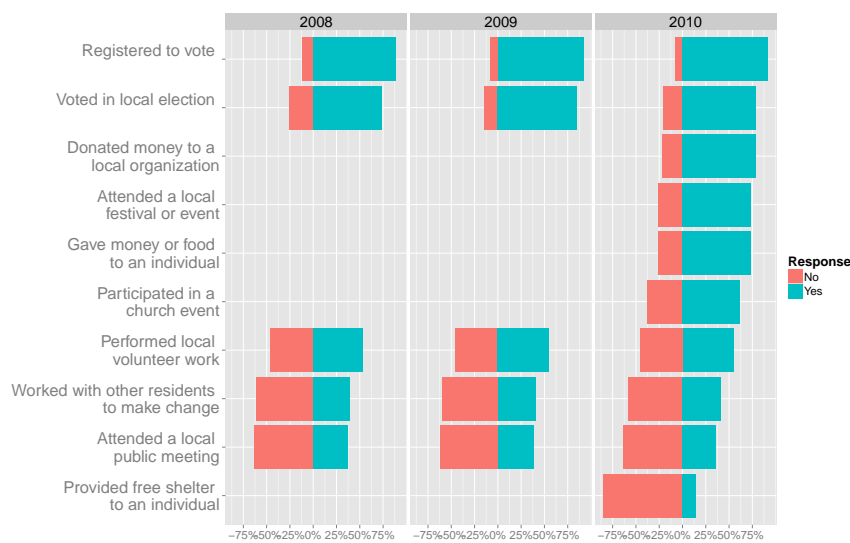 2008 2009 2010
Registered to vote
Voted in local election
Donated money to a
local organization
Attended a local
festival or event
Gave money or food
to an individual
Participated in a
church event
Performed local
volunteer work
Worked with other residents
to make change
Attended a local
public meeting
Provided free shelter
to an individual
Response
No
Yes
−75%−50%−25%0% 25%50%75% −75%−50%−25%0% 25%50%75% −75%−50%−25%0% 25%50%75%